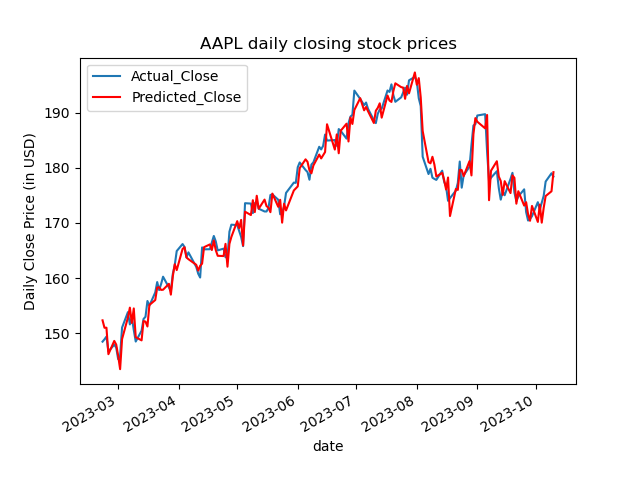 AAPL daily closing stock prices
Actual_Close
Predicted_Close
Daily Close Price (in USD)
190
180
170
160
150
2023-03
2023-04
2023-05
2023-06
2023-07
2023-08
2023-09
2023-10
date